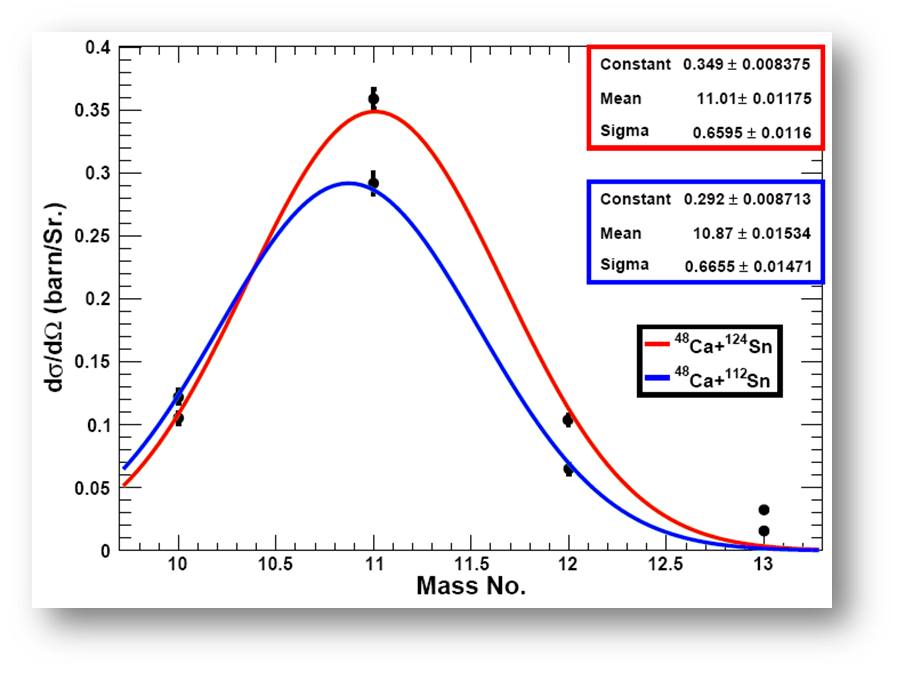 0.4
0.35
0.3
0.25
0.2
0.15
0.1
0.05
0
dσ/dΩ (barn/Sr.)
10
10.5
11
11.5
12
12.5
13
Mass No.
Constant 0.349 ± 0.008375
Mean 11.01± 0.01175
Sigma 0.6595 ± 0.0116
Constant 0.292 ± 0.008713
Mean 10.87 ± 0.01534
Sigma 0.6655 ± 0.01471
⁴⁸Ca+¹²⁴Sn
⁴⁸Ca+¹¹²Sn